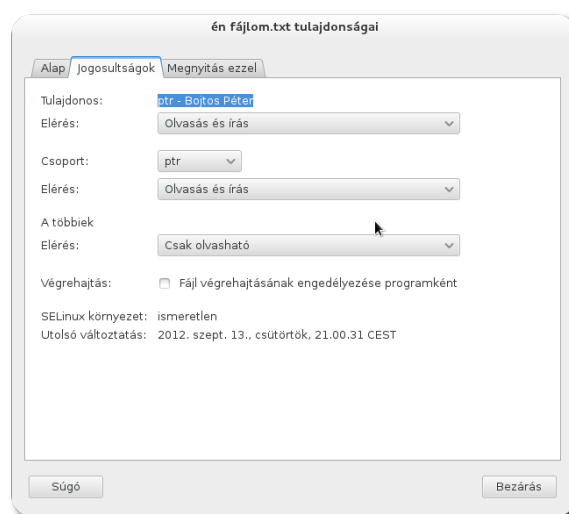 én fájlom.txt tulajdonságai
Alap Jogosultságok Megnyitás ezzel
Tulajdonos: ptr - Bojtos Péter
Elérés: Olvasás és írás
Csoport: ptr
Elérés: Olvasás és írás
A többiek
Elérés: Csak olvasható
Végrehajtás: Fájl végrehajtásának engedélyezése programként
SELinux környezet: ismeretlen
Utolsó változtatás: 2012. szept. 13., csütörtök, 21.00.31 CEST
Súgó Bezárás